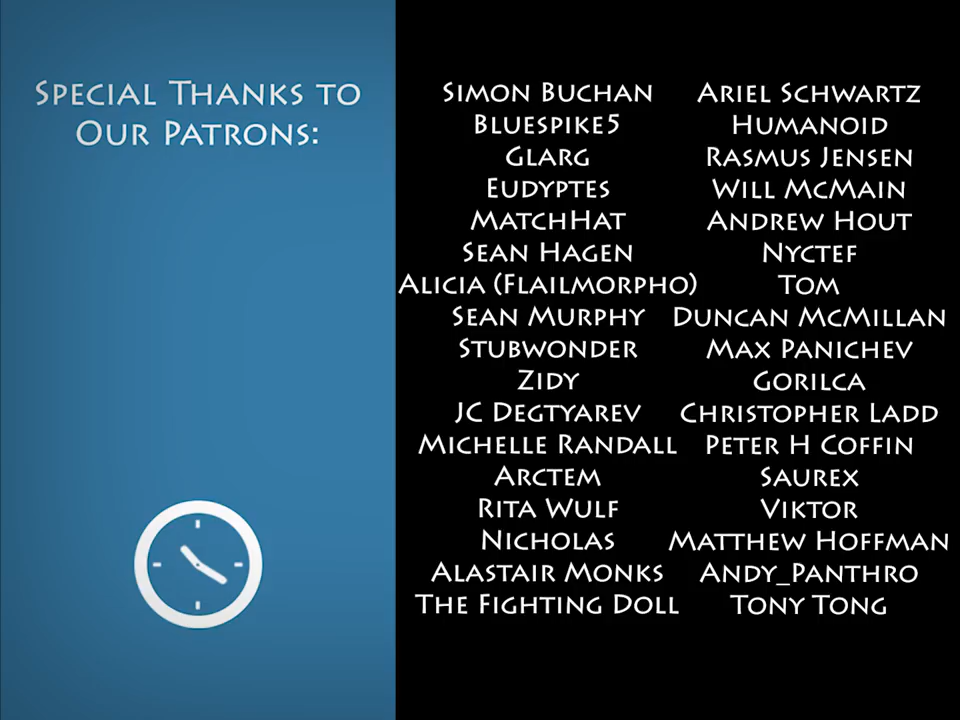 Special Thanks to
Our Patrons:
Simon Buchan
Bluespike5
Glarg
Eudyptes
MatchHat
Sean Hagen
Alicia (Flailmorpho)
Sean Murphy
Stubwonder
Zidy
JC Degtyarev
Michelle Randall
Arctem
Rita Wulf
Nicholas
Alastair Monks
The Fighting Doll
Ariel Schwartz
Humanoid
Rasmus Jensen
Will McMain
Andrew Hout
Nyctef
Tom
Duncan McMillan
Max Panichev
Gorilca
Christopher Ladd
Peter H Coffin
Saurex
Viktor
Matthew Hoffman
Andy_Panthro
Tony Tong